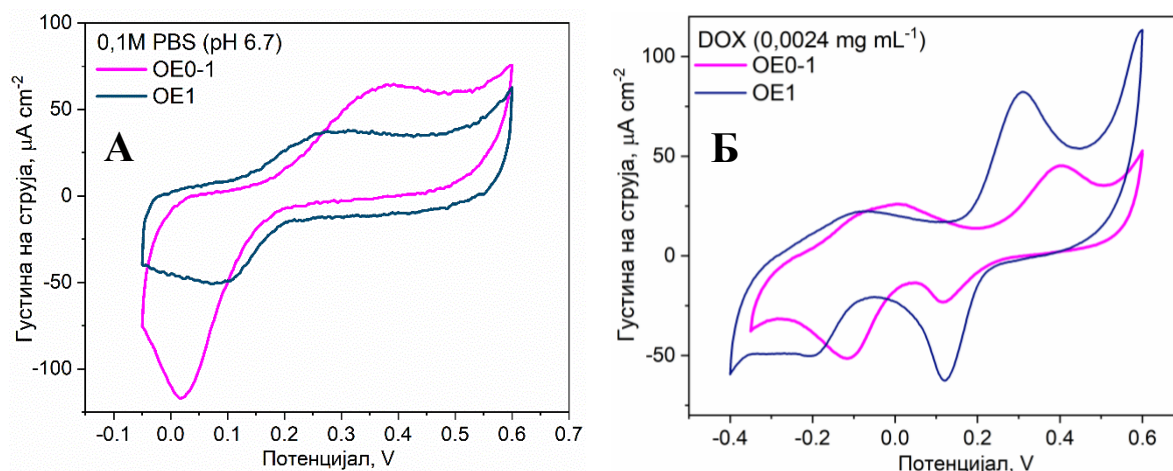 0,1M PBS (pH 6.7)
OE0-1
OE1
А
Густина на струја, µA cm-2
100
50
0
-50
-100
-0.1 0.0 0.1 0.2 0.3 0.4 0.5 0.6 0.7
Потенцијал, V
DOX (0,0024 mg mL-1)
OE0-1
OE1
Б
Густина на струја, µA cm-2
100
50
0
-50
-0.4 -0.2 0.0 0.2 0.4 0.6
Потенцијал, V